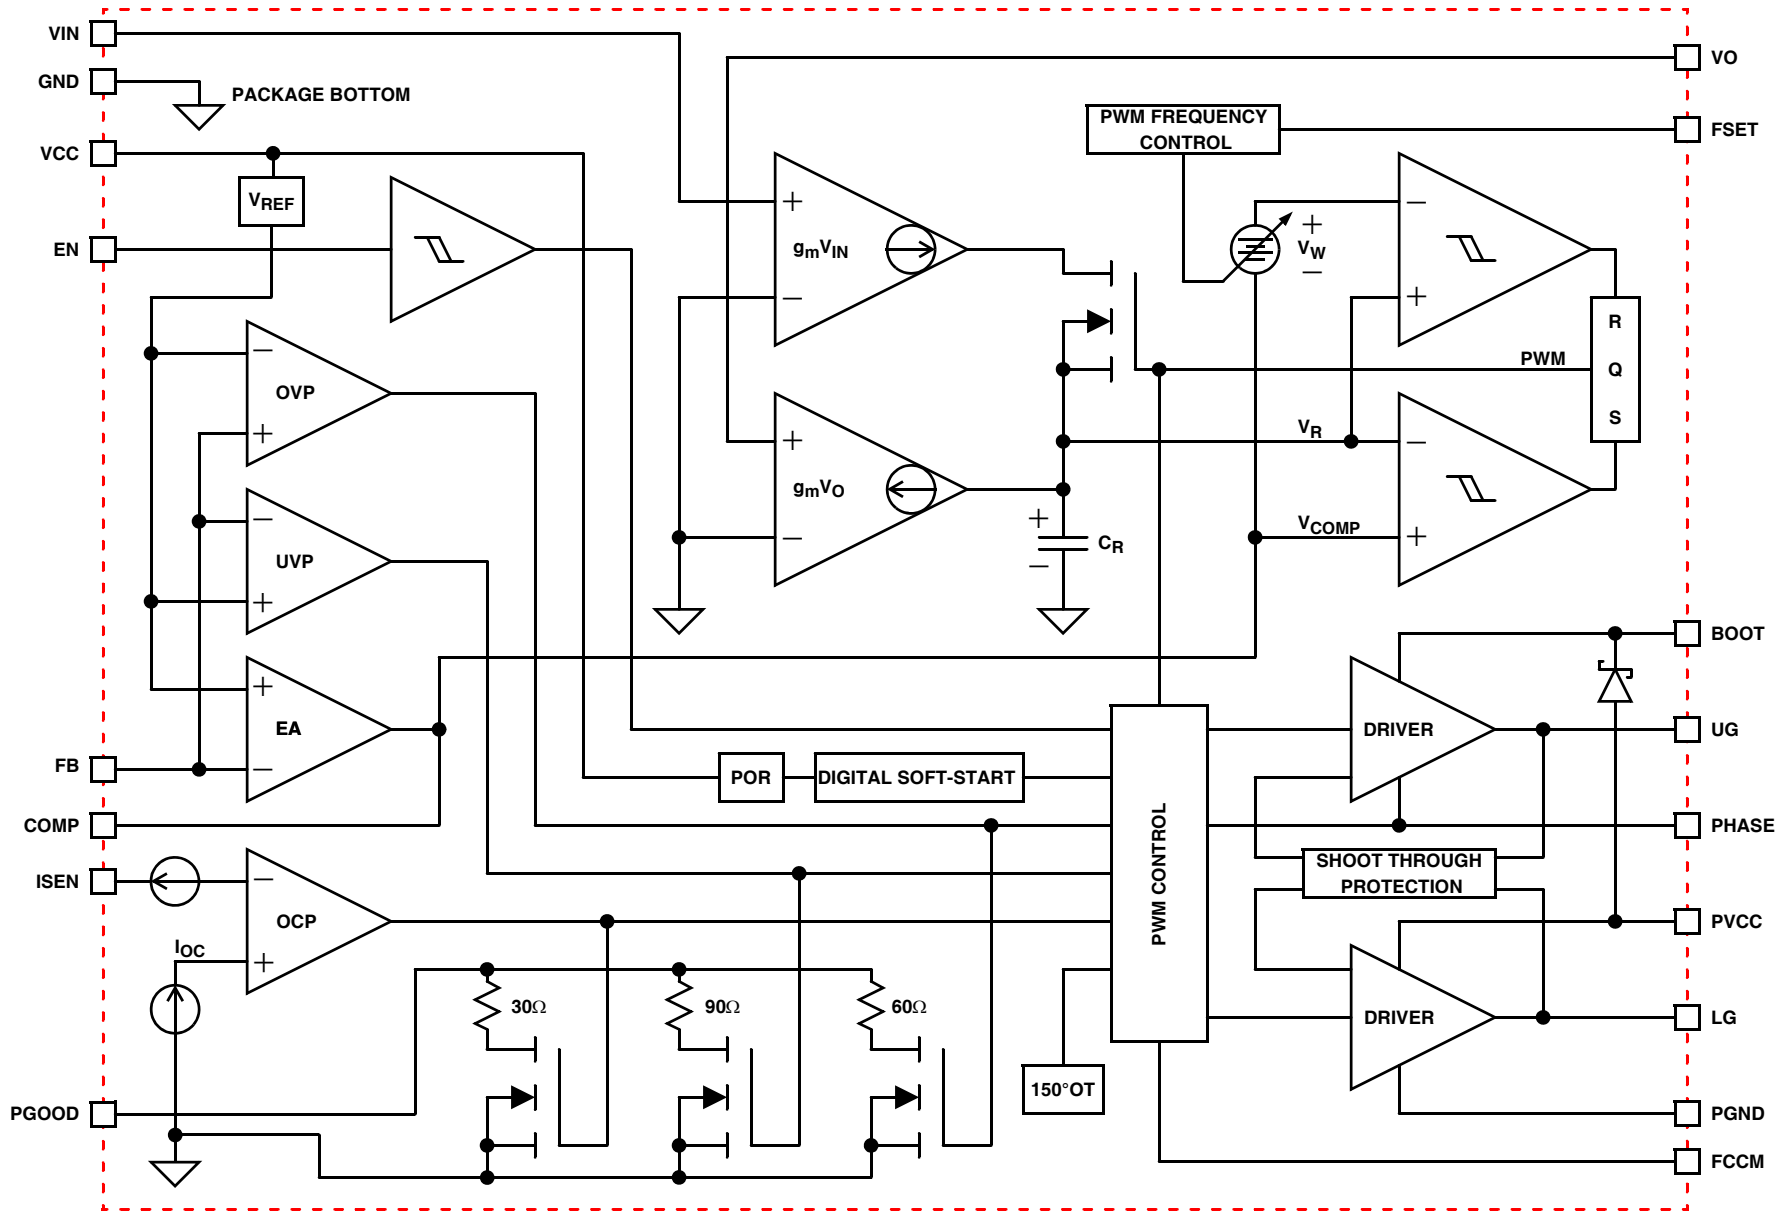 VIN
VO
GND
PACKAGE BOTTOM
PWM FREQUENCY
CONTROL
FSET
VCC
VREF
+
−
gmVIN
−
+
VW
−
+
EN
−
OVP
+
R
Q
S
PWM
+
gmVO
−
VR
−
VCOMP
+
+
CR
−
−
UVP
+
BOOT
+
EA
−
DRIVER
UG
FB
POR
DIGITAL SOFT-START
COMP
PHASE
PWM CONTROL
SHOOT THROUGH
PROTECTION
ISEN
−
OCP
+
IOC
PVCC
30Ω
90Ω
60Ω
DRIVER
LG
150°OT
PGOOD
PGND
FCCM